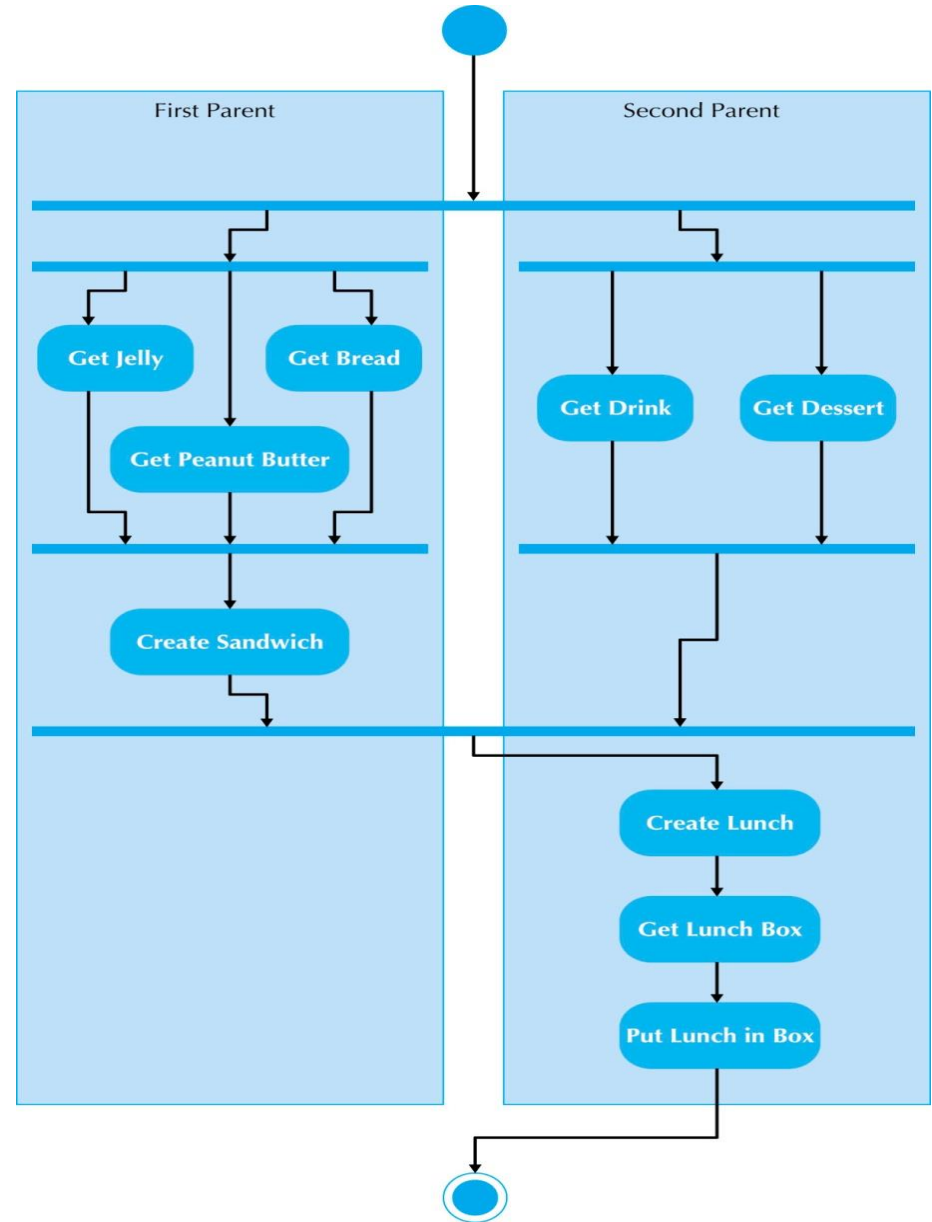 First Parent
Second Parent
Get Jelly
Get Bread
Get Peanut Butter
Get Drink
Get Dessert
Create Sandwich
Create Lunch
Get Lunch Box
Put Lunch in Box